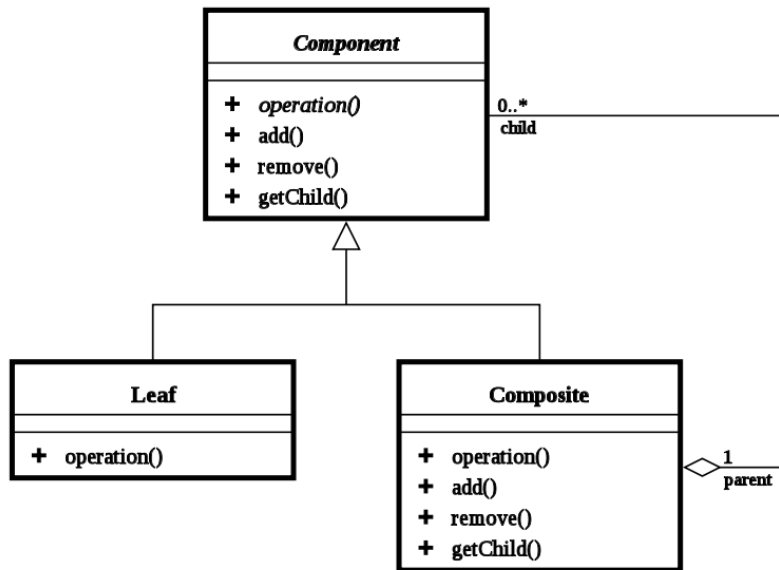 Component
+ operation()
+ add()
+ remove()
+ getChild()
0..*
child
Leaf
+ operation()
Composite
+ operation()
+ add()
+ remove()
+ getChild()
1
parent